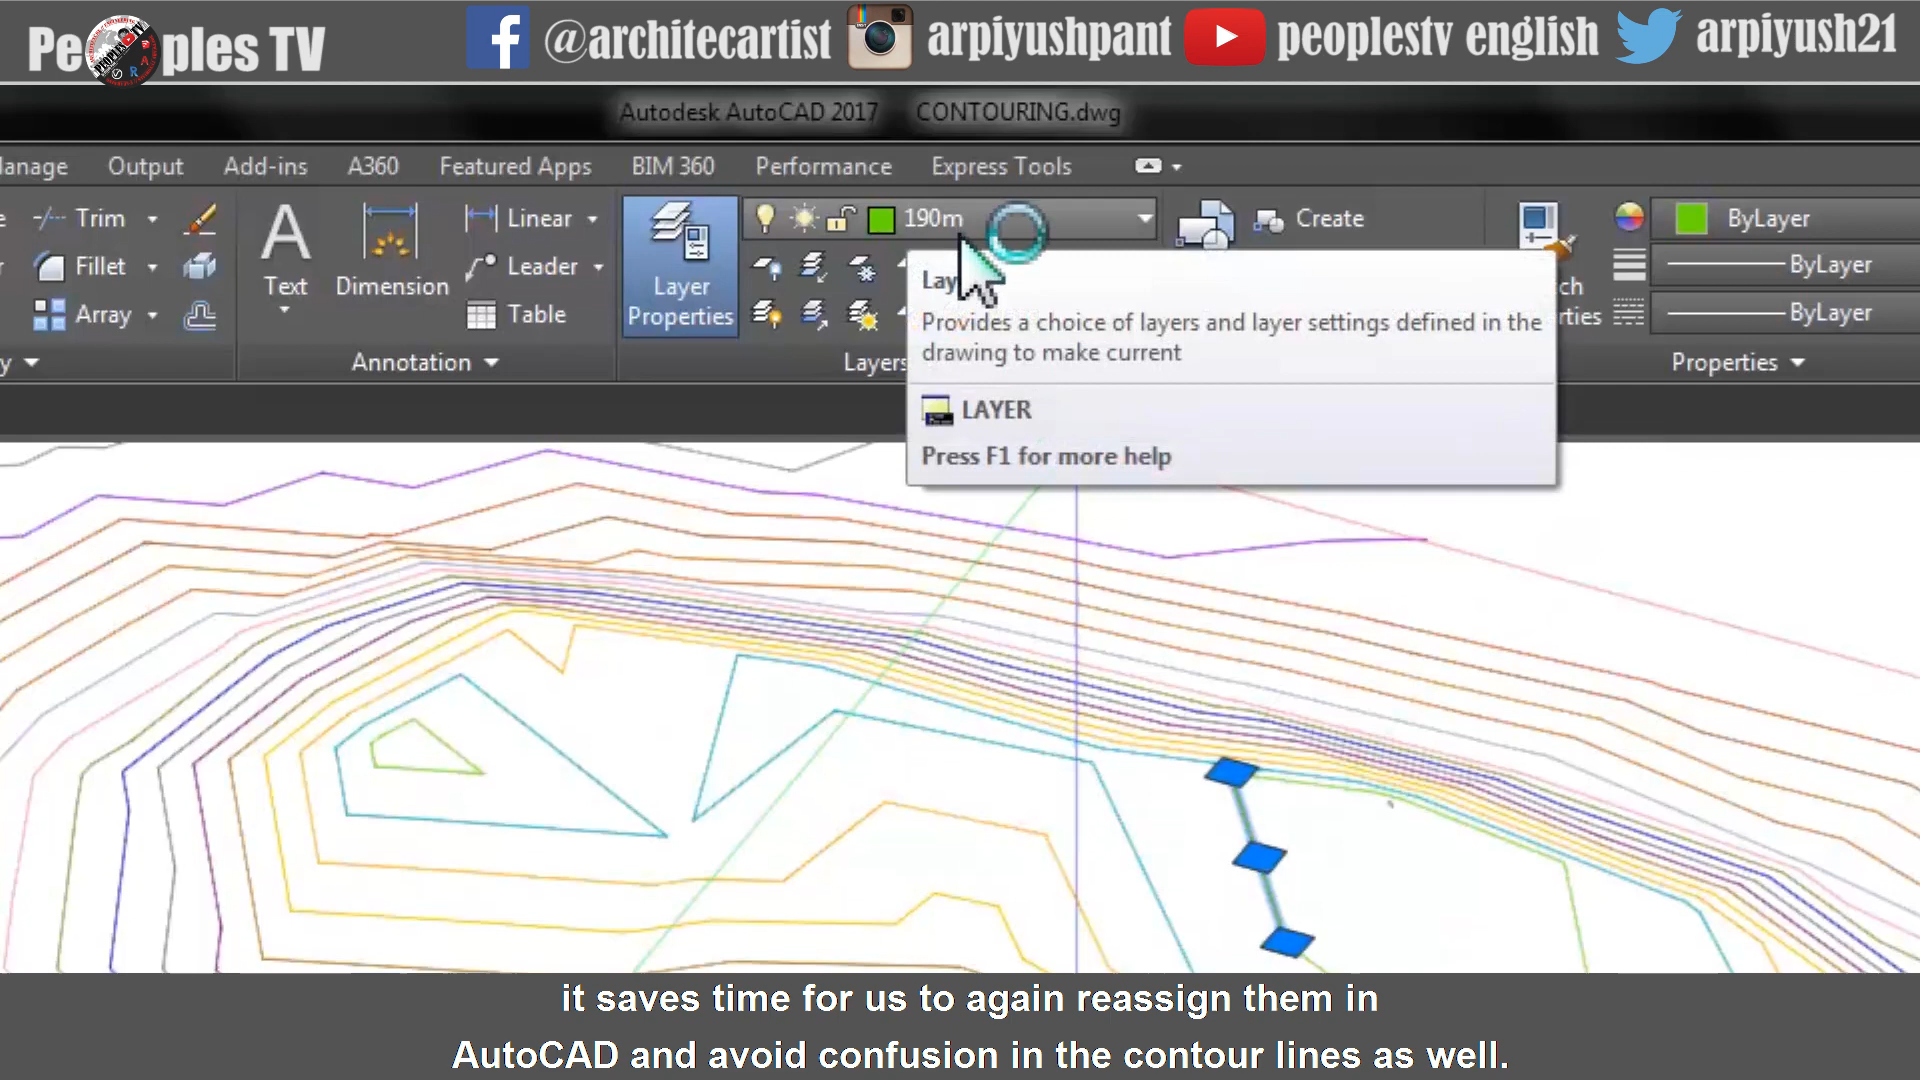 Peoples TV
@architecartist
arpiyushpant
peoplestv english
arpiyush21
Autodesk AutoCAD 2017 CONTOURING.dwg
anage Output Add-ins A360 Featured Apps BIM 360 Performance Express Tools
Trim
Fillet
Array
Text
Dimension
Linear
Leader
Table
Annotation
Layer
Properties
190m
Layers
Create
ch
rties
ByLayer
ByLayer
ByLayer
Properties
Lay
Provides a choice of layers and layer settings defined in the
drawing to make current
LAYER
Press F1 for more help
it saves time for us to again reassign them in
AutoCAD and avoid confusion in the contour lines as well.